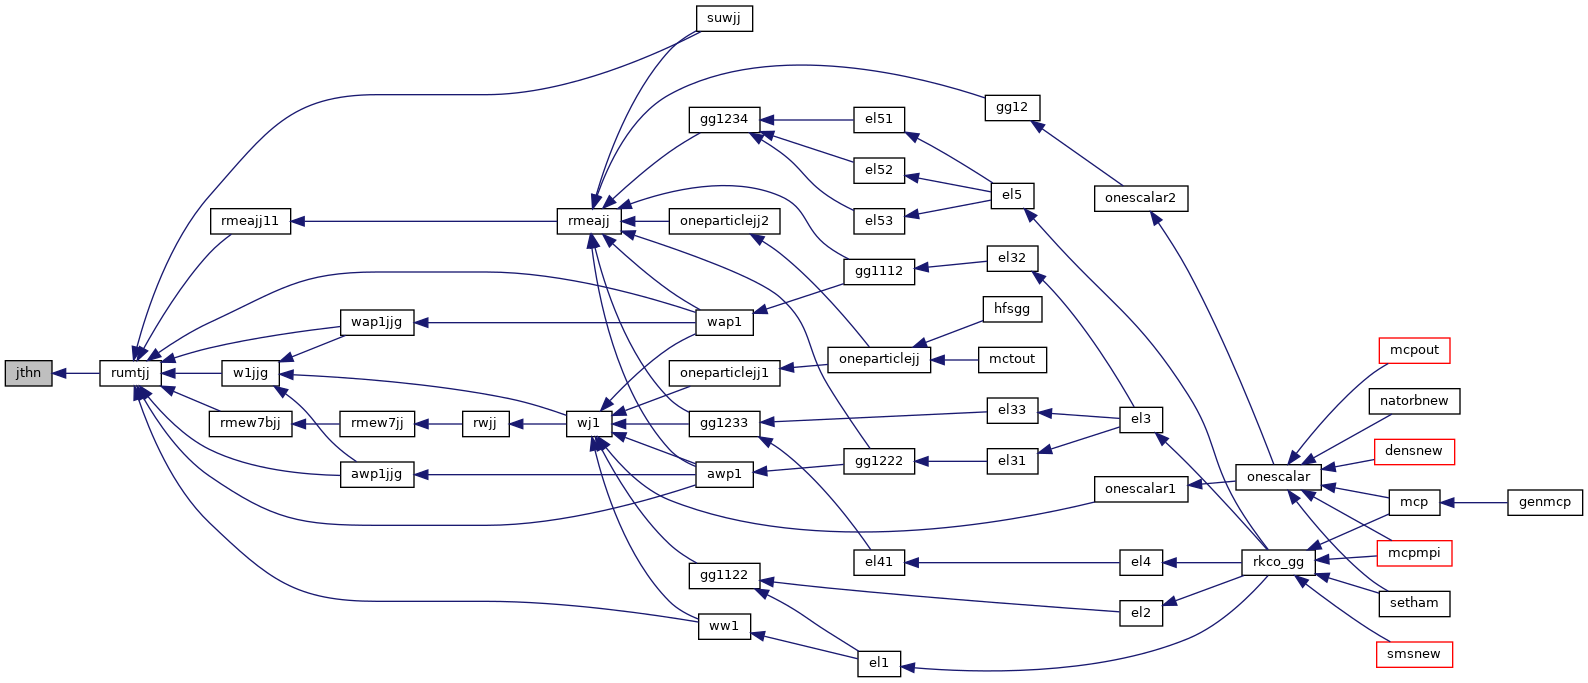 suwjj
gg12
gg1234
el51
el52
el53
el5
onescalar2
rmeajj11
rmeajj
oneparticlejj2
gg1112
el32
hfsgg
wap1jjg
wap1
jthn
rumtjj
w1jjg
oneparticlejj1
oneparticlejj
mctout
mcpout
natorbnew
rmew7bjj
rmew7jj
rwjj
wj1
gg1233
el33
el3
densnew
awp1jjg
awp1
gg1222
el31
onescalar1
onescalar
mcp
genmcp
mcpmpi
el41
el4
rkco_gg
gg1122
el2
setham
ww1
el1
smsnew